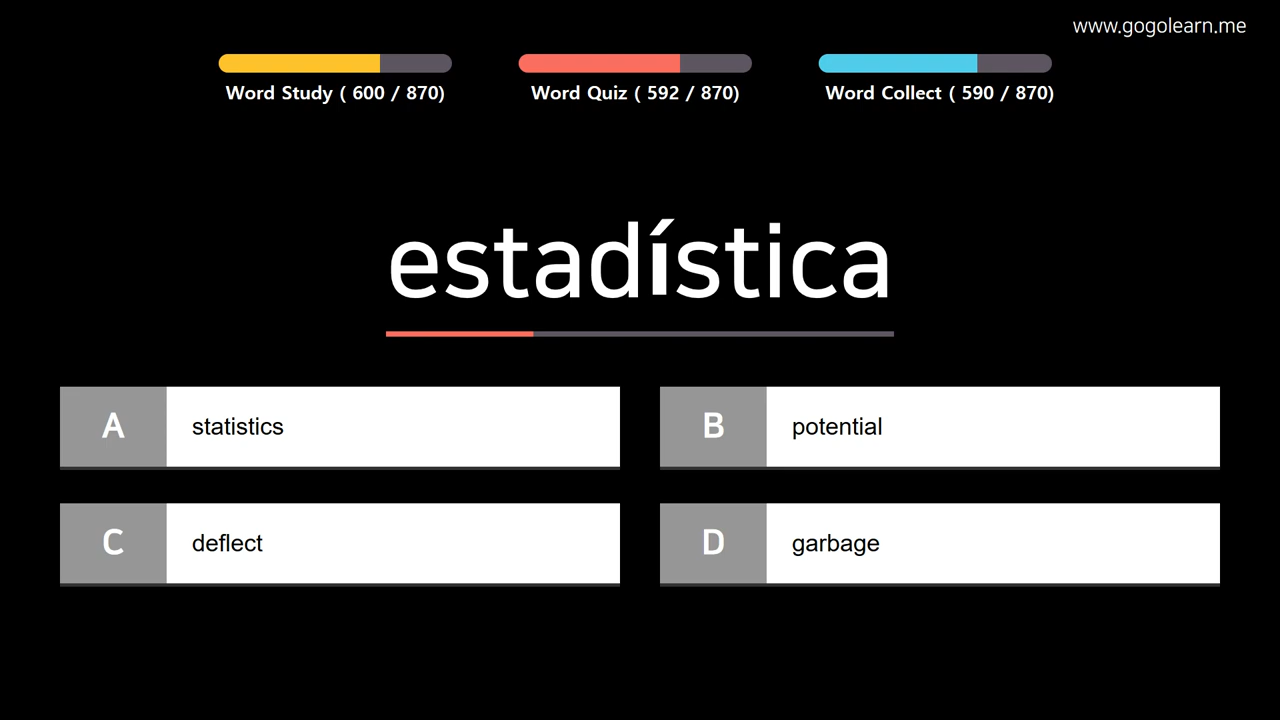 www.gogolearn.me
Word Study ( 600 / 870)
Word Quiz ( 592 / 870)
Word Collect ( 590 / 870)
estadística
A statistics
B potential
C deflect
D garbage